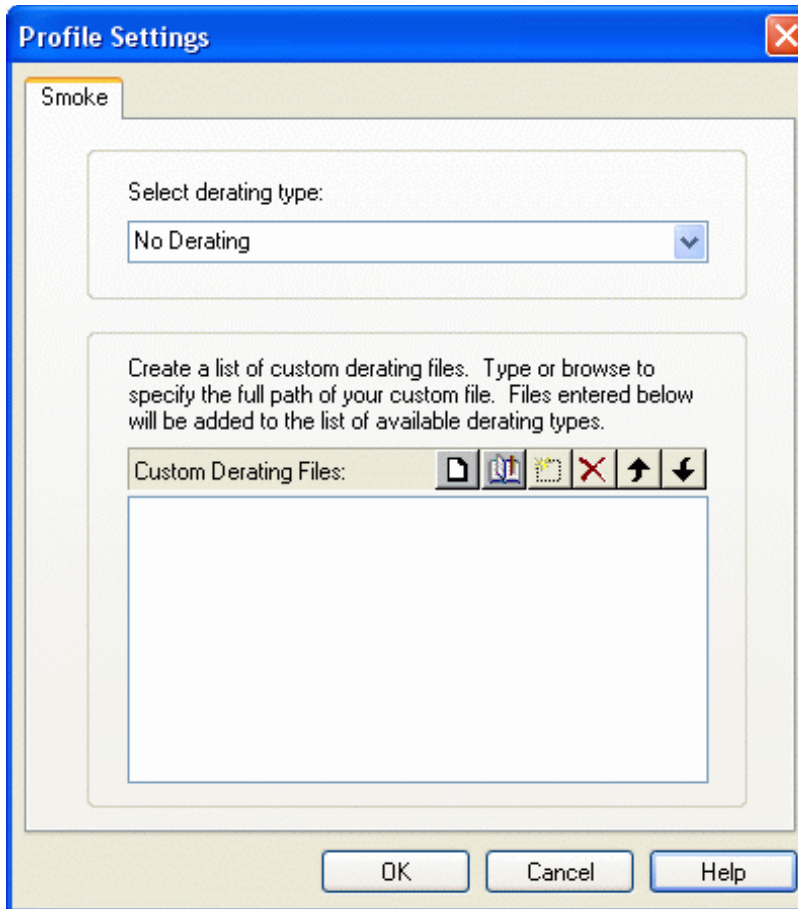 Profile Settings
Smoke
Select derating type:
No Derating
Create a list of custom derating files. Type or browse to
specify the full path of your custom file. Files entered below
will be added to the list of available derating types.
Custom Derating Files:
OK Cancel Help